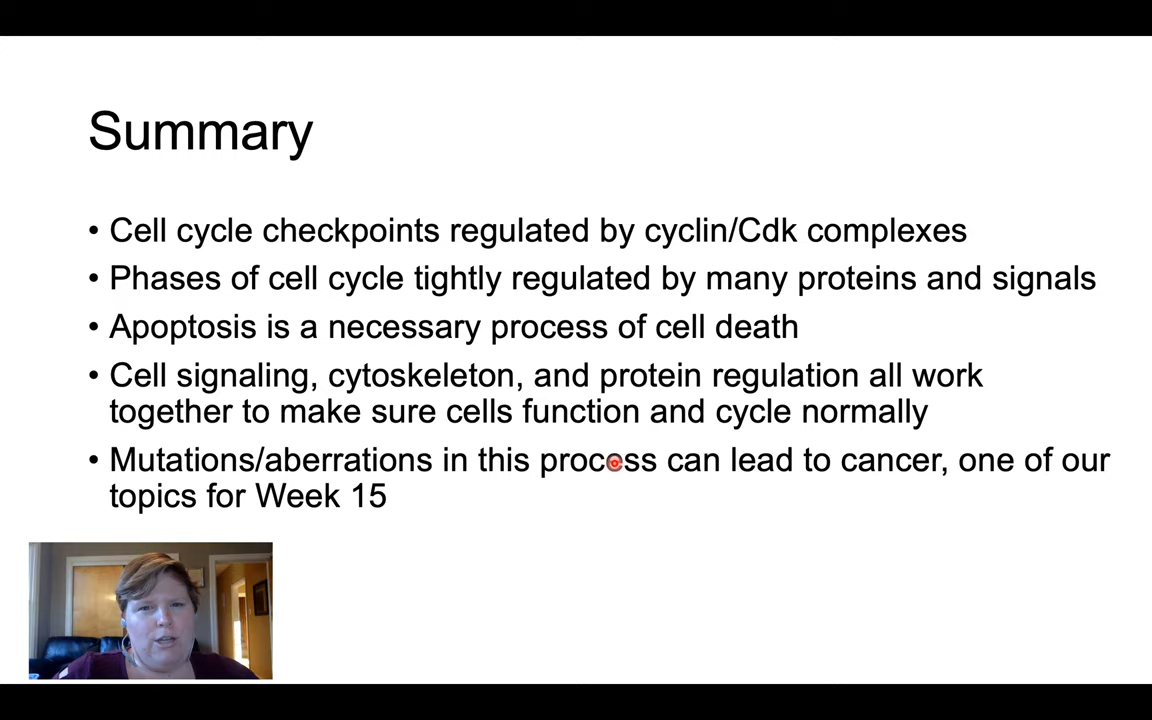 Summary
• Cell cycle checkpoints regulated by cyclin/Cdk complexes
• Phases of cell cycle tightly regulated by many proteins and signals
• Apoptosis is a necessary process of cell death
• Cell signaling, cytoskeleton, and protein regulation all work
together to make sure cells function and cycle normally
• Mutations/aberrations in this process can lead to cancer, one of our
topics for Week 15